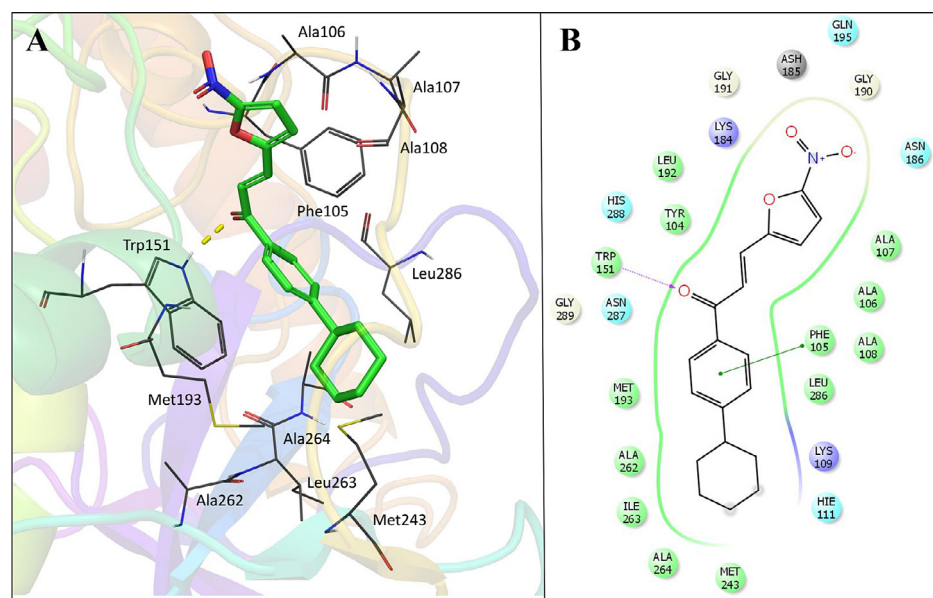 A
Ala106
Ala107
Ala108
Phe105
Trp151
Leu286
Met193
Ala264
Leu263
Ala262
Met243
B
GLN
195
ASH
185
GLY
191
GLY
190
LYS
184
ASN
186
LEU
192
HIS
288
TYR
104
TRP
151
ALA
107
GLY
289
ASN
287
ALA
106
PHE
105
ALA
108
MET
193
LEU
286
ALA
262
LYS
109
ILE
263
HIE
111
ALA
264
MET
243
O
N+
O-
O
O